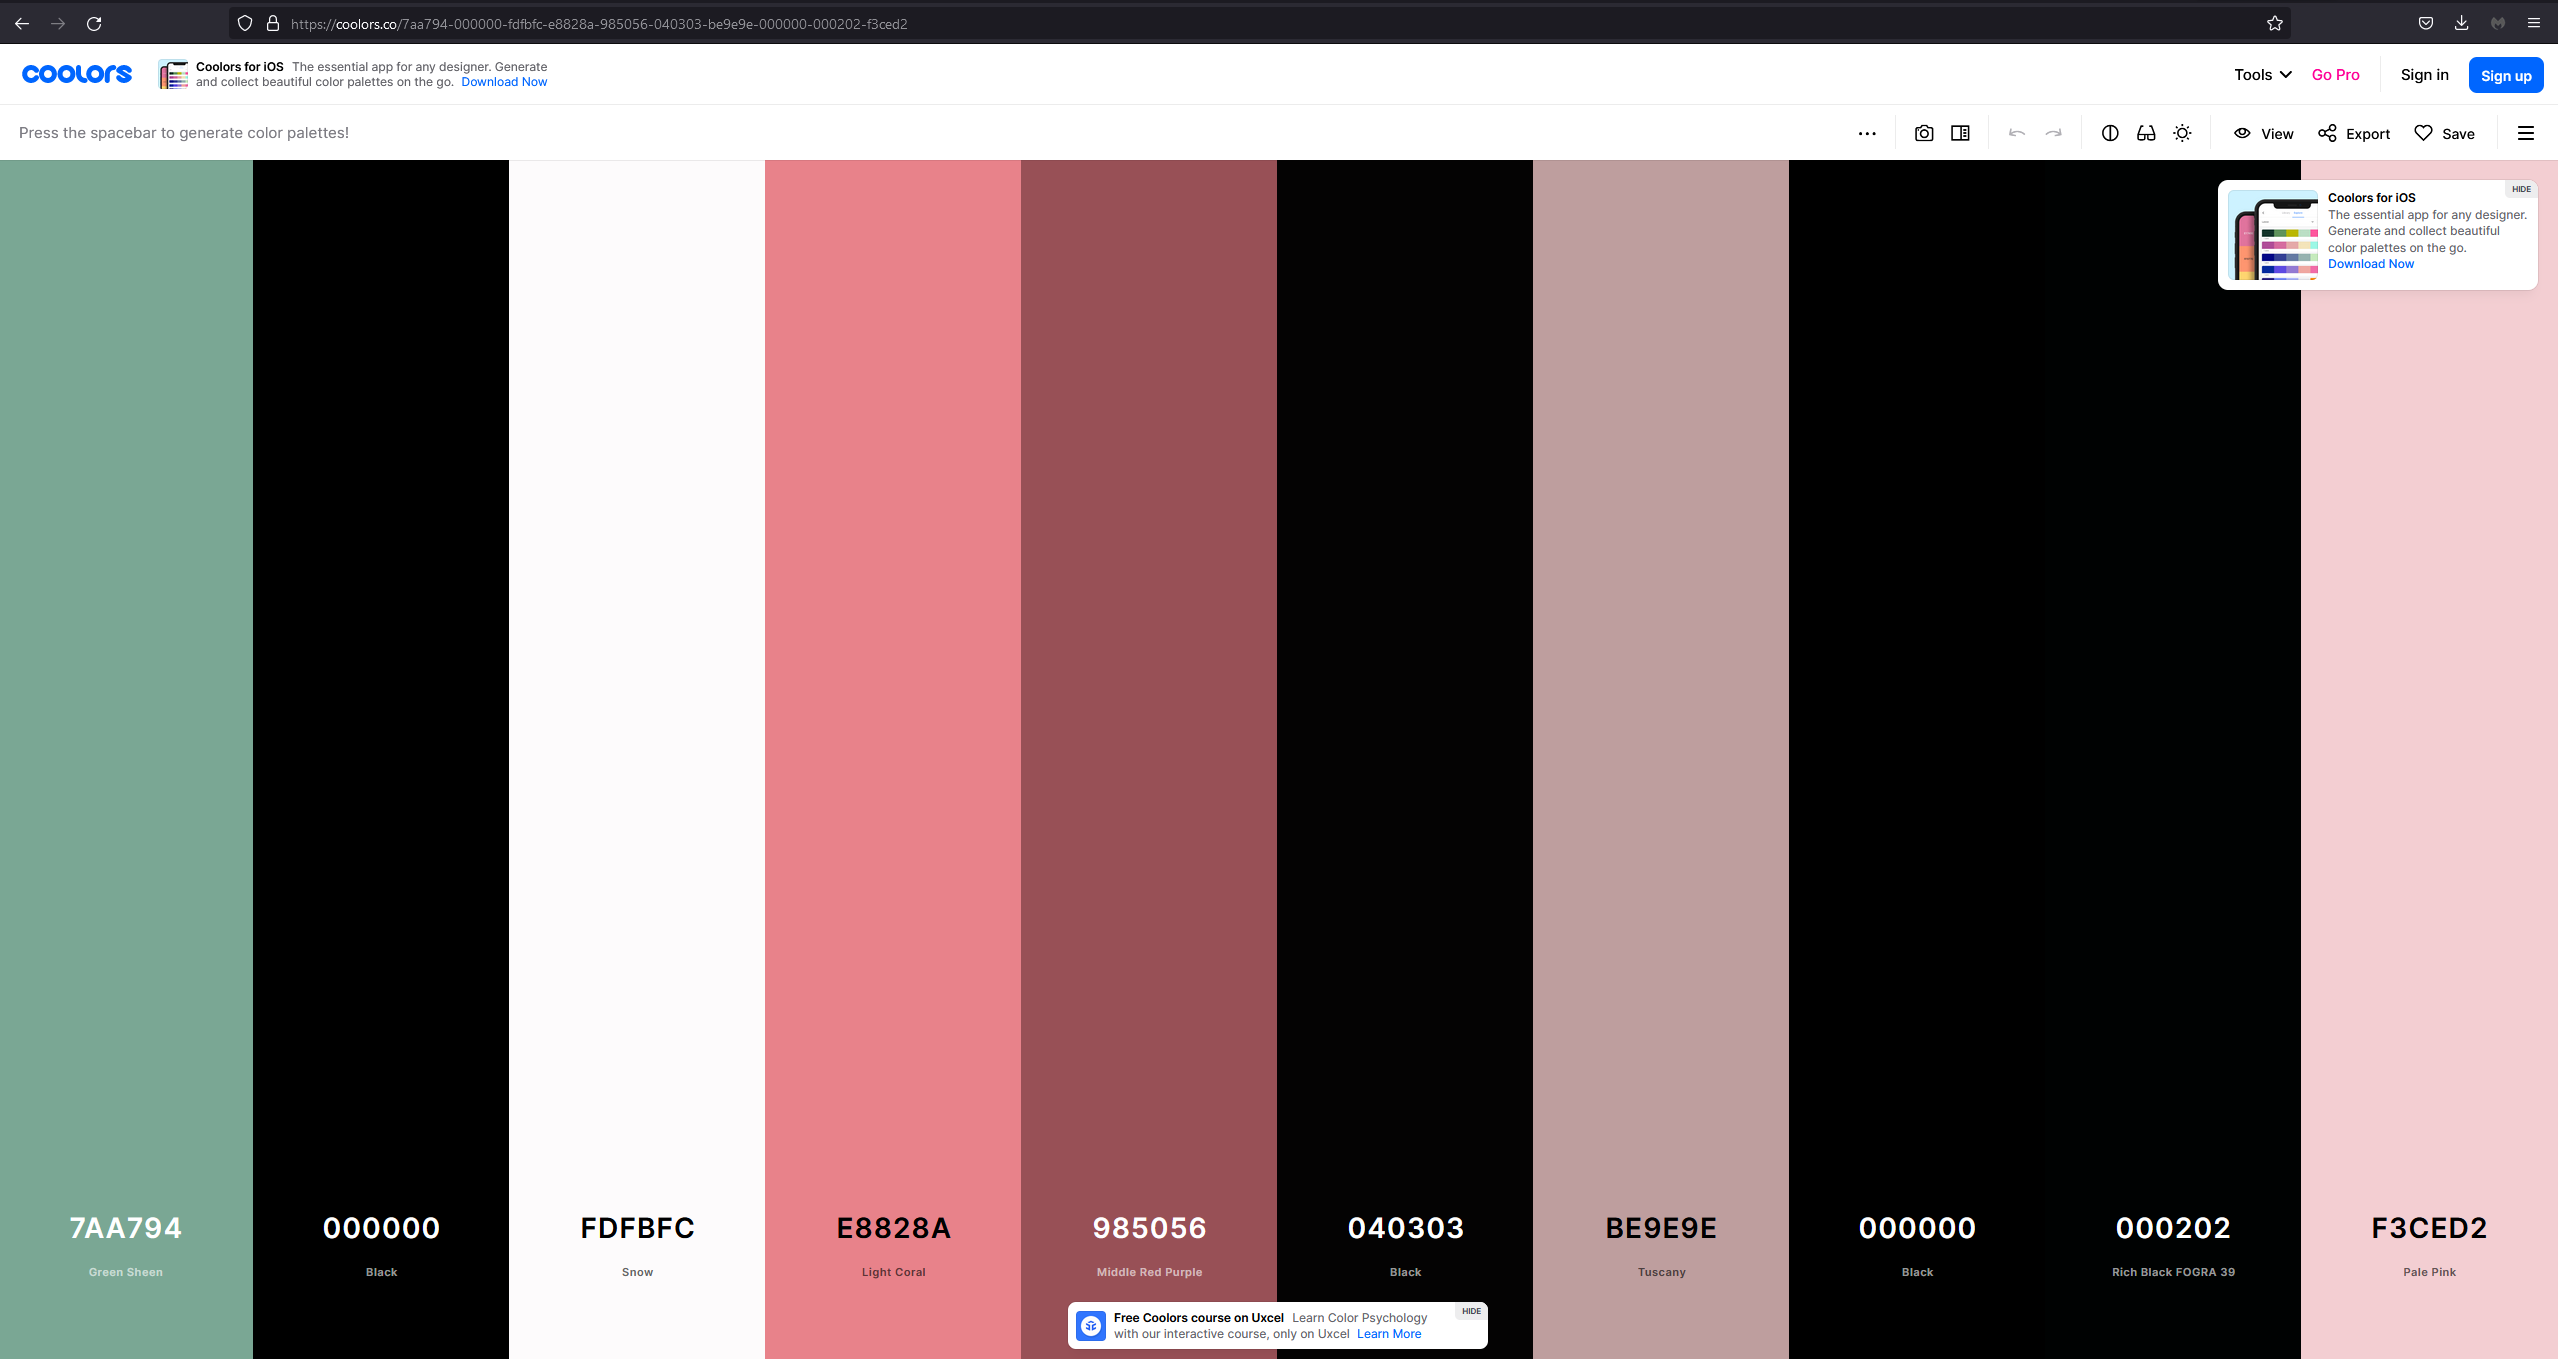 https://coolors.co/7aa794-000000-fdfbfc-e8828a-985056-040303-be9e9e-000000-000202-f3ced2
coolors
Coolors for iOS The essential app for any designer. Generate
and collect beautiful color palettes on the go. Download Now
Tools
Go Pro
Sign in
Sign up
Press the spacebar to generate color palettes!
View
Export
Save
HIDE
Coolors for iOS
The essential app for any designer.
Generate and collect beautiful
color palettes on the go.
Download Now
7AA794
Green Sheen
000000
Black
FDFBFC
Snow
E8828A
Light Coral
985056
Middle Red Purple
040303
Black
BE9E9E
Tuscany
000000
Black
000202
Rich Black FOGRA 39
F3CED2
Pale Pink
Free Coolors course on Uxcel Learn Color Psychology
with our interactive course, only on Uxcel Learn More
HIDE